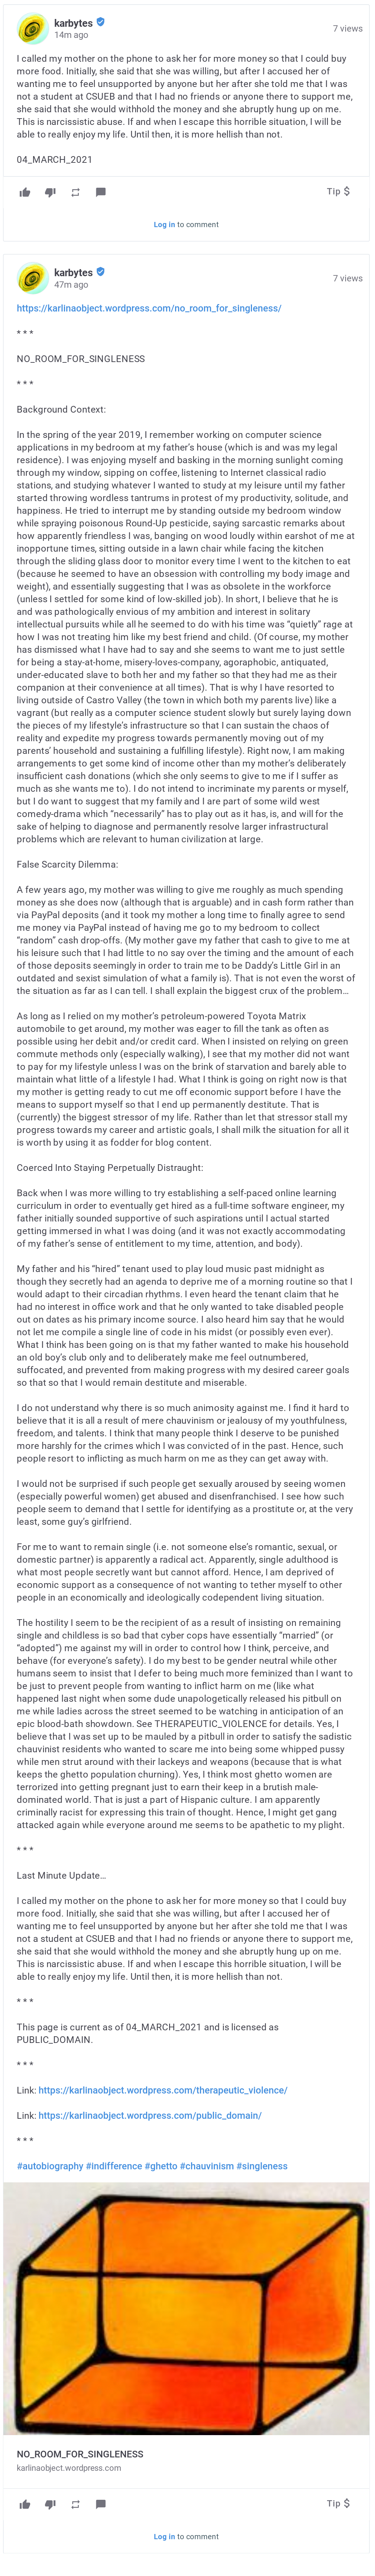 karbytes
14m ago
7 views
I called my mother on the phone to ask her for more money so that I could buy
more food. Initially, she said that she was willing, but after I accused her of
wanting me to feel unsupported by anyone but her after she told me that I was
not a student at CSUEB and that I had no friends or anyone there to support me,
she said that she would withhold the money and she abruptly hung up on me.
This is narcissistic abuse. If and when I escape this horrible situation, I will be
able to really enjoy my life. Until then, it is more hellish than not.
04_MARCH_2021
Tip $
Log in to comment
karbytes
47m ago
7 views
https://karlinaobject.wordpress.com/no_room_for_singleness/
* * *
NO_ROOM_FOR_SINGLENESS
* * *
Background Context:
In the spring of the year 2019, I remember working on computer science
applications in my bedroom at my father’s house (which is and was my legal
residence). I was enjoying myself and basking in the morning sunlight coming
through my window, sipping on coffee, listening to Internet classical radio
stations, and studying whatever I wanted to study at my leisure until my father
started throwing wordless tantrums in protest of my productivity, solitude, and
happiness. He tried to interrupt me by standing outside my bedroom window
while spraying poisonous Round-Up pesticide, saying sarcastic remarks about
how apparently friendless I was, banging on wood loudly within earshot of me at
inopportune times, sitting outside in a lawn chair while facing the kitchen
through the sliding glass door to monitor every time I went to the kitchen to eat
(because he seemed to have an obsession with controlling my body image and
weight), and essentially suggesting that I was as obsolete in the workforce
(unless I settled for some kind of low-skilled job). In short, I believe that he is
and was pathologically envious of my ambition and interest in solitary
intellectual pursuits while all he seemed to do with his time was “quietly” rage at
how I was not treating him like my best friend and child. (Of course, my mother
has dismissed what I have had to say and she seems to want me to just settle
for being a stay-at-home, misery-loves-company, agoraphobic, antiquated,
under-educated slave to both her and my father so that they had me as their
companion at their convenience at all times). That is why I have resorted to
living outside of Castro Valley (the town in which both my parents live) like a
vagrant (but really as a computer science student slowly but surely laying down
the pieces of my lifestyle’s infrastructure so that I can sustain the chaos of
reality and expedite my progress towards permanently moving out of my
parents’ household and sustaining a fulfilling lifestyle). Right now, I am making
arrangements to get some kind of income other than my mother’s deliberately
insufficient cash donations (which she only seems to give to me if I suffer as
much as she wants me to). I do not intend to incriminate my parents or myself,
but I do want to suggest that my family and I are part of some wild west
comedy-drama which “necessarily” has to play out as it has, is, and will for the
sake of helping to diagnose and permanently resolve larger infrastructural
problems which are relevant to human civilization at large.
False Scarcity Dilemma:
A few years ago, my mother was willing to give me roughly as much spending
money as she does now (although that is arguable) and in cash form rather than
via PayPal deposits (and it took my mother a long time to finally agree to send
me money via PayPal instead of having me go to my bedroom to collect
“random” cash drop-offs. (My mother gave my father that cash to give to me at
his leisure such that I had little to no say over the timing and the amount of each
of those deposits seemingly in order to train me to be Daddy’s Little Girl in an
outdated and sexist simulation of what a family is). That is not even the worst of
the situation as far as I can tell. I shall explain the biggest crux of the problem…
As long as I relied on my mother’s petroleum-powered Toyota Matrix
automobile to get around, my mother was eager to fill the tank as often as
possible using her debit and/or credit card. When I insisted on relying on green
commute methods only (especially walking), I see that my mother did not want
to pay for my lifestyle unless I was on the brink of starvation and barely able to
maintain what little of a lifestyle I had. What I think is going on right now is that
my mother is getting ready to cut me off economic support before I have the
means to support myself so that I end up permanently destitute. That is
(currently) the biggest stressor of my life. Rather than let that stressor stall my
progress towards my career and artistic goals, I shall milk the situation for all it
is worth by using it as fodder for blog content.
Coerced Into Staying Perpetually Distraught:
Back when I was more willing to try establishing a self-paced online learning
curriculum in order to eventually get hired as a full-time software engineer, my
father initially sounded supportive of such aspirations until I actual started
getting immersed in what I was doing (and it was not exactly accommodating
of my father’s sense of entitlement to my time, attention, and body).
My father and his “hired” tenant used to play loud music past midnight as
though they secretly had an agenda to deprive me of a morning routine so that I
would adapt to their circadian rhythms. I even heard the tenant claim that he
had no interest in office work and that he only wanted to take disabled people
out on dates as his primary income source. I also heard him say that he would
not let me compile a single line of code in his midst (or possibly even ever).
What I think has been going on is that my father wanted to make his household
an old boy’s club only and to deliberately make me feel outnumbered,
suffocated, and prevented from making progress with my desired career goals
so that so that I would remain destitute and miserable.
I do not understand why there is so much animosity against me. I find it hard to
believe that it is all a result of mere chauvinism or jealousy of my youthfulness,
freedom, and talents. I think that many people think I deserve to be punished
more harshly for the crimes which I was convicted of in the past. Hence, such
people resort to inflicting as much harm on me as they can get away with.
I would not be surprised if such people get sexually aroused by seeing women
(especially powerful women) get abused and disenfranchised. I see how such
people seem to demand that I settle for identifying as a prostitute or, at the very
least, some guy’s girlfriend.
For me to want to remain single (i.e. not someone else’s romantic, sexual, or
domestic partner) is apparently a radical act. Apparently, single adulthood is
what most people secretly want but cannot afford. Hence, I am deprived of
economic support as a consequence of not wanting to tether myself to other
people in an economically and ideologically codependent living situation.
The hostility I seem to be the recipient of as a result of insisting on remaining
single and childless is so bad that cyber cops have essentially “married” (or
“adopted”) me against my will in order to control how I think, perceive, and
behave (for everyone’s safety). I do my best to be gender neutral while other
humans seem to insist that I defer to being much more feminized than I want to
be just to prevent people from wanting to inflict harm on me (like what
happened last night when some dude unapologetically released his pitbull on
me while ladies across the street seemed to be watching in anticipation of an
epic blood-bath showdown. See THERAPEUTIC_VIOLENCE for details. Yes, I
believe that I was set up to be mauled by a pitbull in order to satisfy the sadistic
chauvinist residents who wanted to scare me into being some whipped pussy
while men strut around with their lackeys and weapons (because that is what
keeps the ghetto population churning). Yes, I think most ghetto women are
terrorized into getting pregnant just to earn their keep in a brutish male-
dominated world. That is just a part of Hispanic culture. I am apparently
criminally racist for expressing this train of thought. Hence, I might get gang
attacked again while everyone around me seems to be apathetic to my plight.
* * *
Last Minute Update…
I called my mother on the phone to ask her for more money so that I could buy
more food. Initially, she said that she was willing, but after I accused her of
wanting me to feel unsupported by anyone but her after she told me that I was
not a student at CSUEB and that I had no friends or anyone there to support me,
she said that she would withhold the money and she abruptly hung up on me.
This is narcissistic abuse. If and when I escape this horrible situation, I will be
able to really enjoy my life. Until then, it is more hellish than not.
* * *
This page is current as of 04_MARCH_2021 and is licensed as
PUBLIC_DOMAIN.
* * *
Link: https://karlinaobject.wordpress.com/therapeutic_violence/
Link: https://karlinaobject.wordpress.com/public_domain/
* * *
#autobiography #indifference #ghetto #chauvinism #singleness
NO_ROOM_FOR_SINGLENESS
karlinaobject.wordpress.com
Tip $
Log in to comment